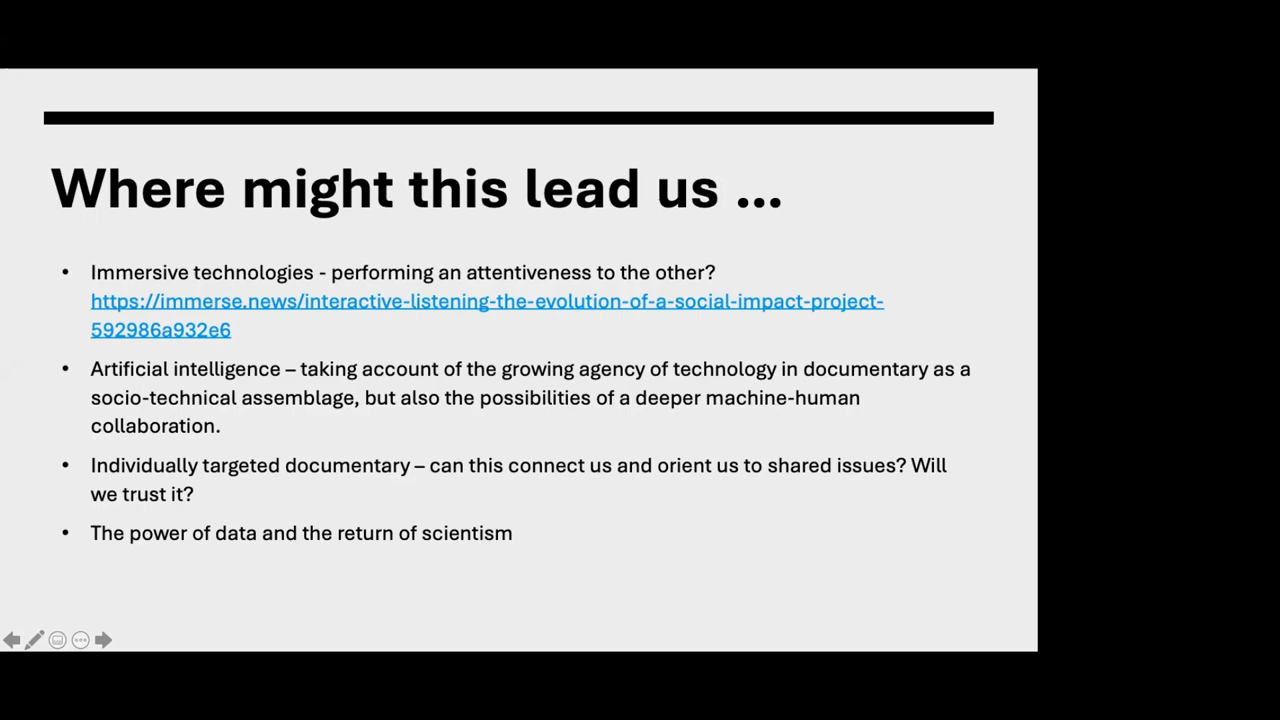 Where might this lead us ...
• Immersive technologies - performing an attentiveness to the other?
https://immerse.news/interactive-listening-the-evolution-of-a-social-impact-project-
592986a932e6
• Artificial intelligence – taking account of the growing agency of technology in documentary as a
socio-technical assemblage, but also the possibilities of a deeper machine-human
collaboration.
• Individually targeted documentary – can this connect us and orient us to shared issues? Will
we trust it?
• The power of data and the return of scientism